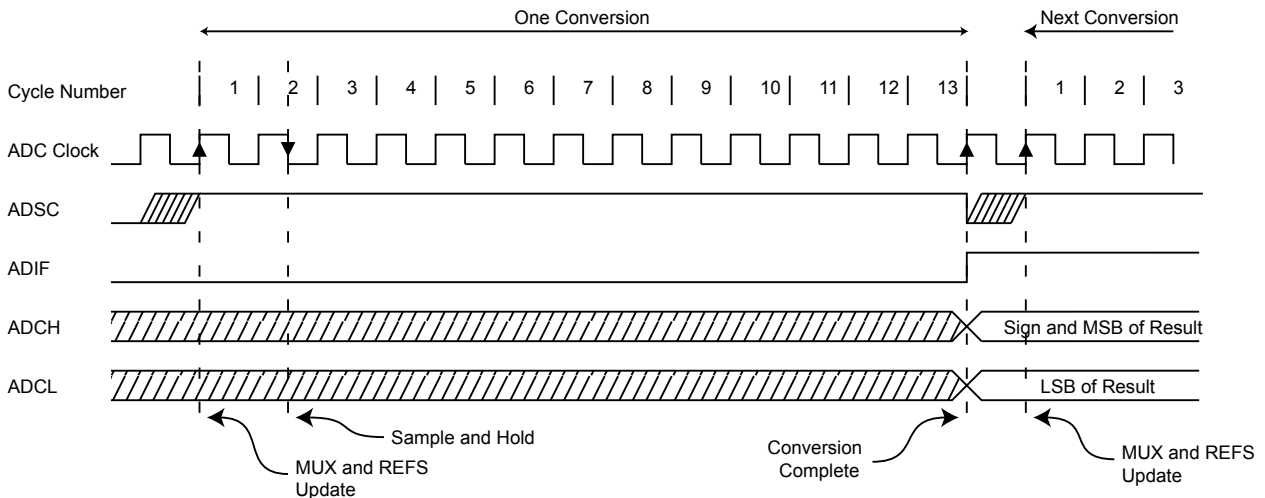 One Conversion
Next Conversion
Cycle Number 1 2 3 4 5 6 7 8 9 10 11 12 13 1 2 3
ADC Clock
ADSC
ADIF
ADCH
Sign and MSB of Result
ADCL
LSB of Result
Sample and Hold
MUX and REFS
Update
Conversion
Complete
MUX and REFS
Update